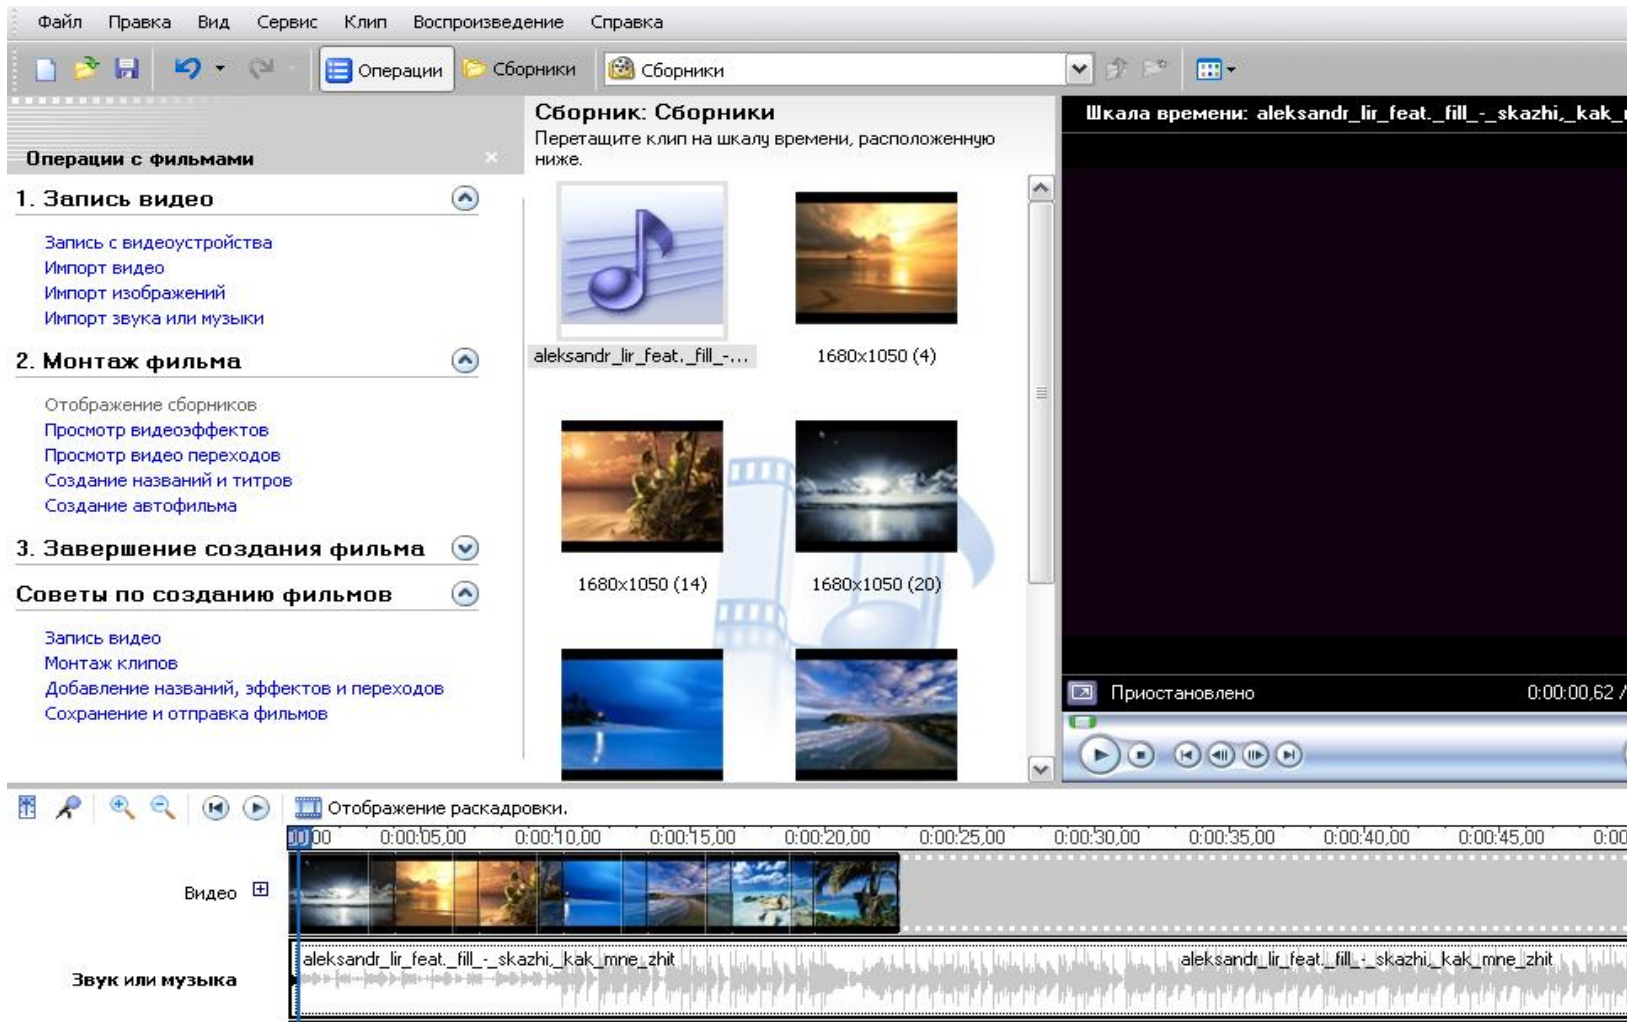 Файл Правка Вид Сервис Клип Воспроизведение Справка
Операции Сборники Сборники
Операции с фильмами
1. Запись видео
Запись с видеоустройства
Импорт видео
Импорт изображений
Импорт звука или музыки
2. Монтаж фильма
Отображение сборников
Просмотр видеоэффектов
Просмотр видео переходов
Создание названий и титров
Создание автофильма
3. Завершение создания фильма
Советы по созданию фильмов
Запись видео
Монтаж клипов
Добавление названий, эффектов и переходов
Сохранение и отправка фильмов
Сборник: Сборники
Перетащите клип на шкалу времени, расположенную
ниже.
aleksandr_lir_feat._fill_-... 1680x1050 (4)
1680x1050 (14) 1680x1050 (20)
Шкала времени: aleksandr_lir_feat._fill_-_skazhi,_kak_
Приостановлено 0:00:00,62 /
Отображение раскадровки.
00,00 0:00:05,00 0:00:10,00 0:00:15,00 0:00:20,00 0:00:25,00 0:00:30,00 0:00:35,00 0:00:40,00 0:00:45,00 0:00
Видео
aleksandr_lir_feat._fill_-_skazhi,_kak_mne_zhit aleksandr_lir_feat._fill_-_skazhi,_kak_mne_zhit
Звук или музыка